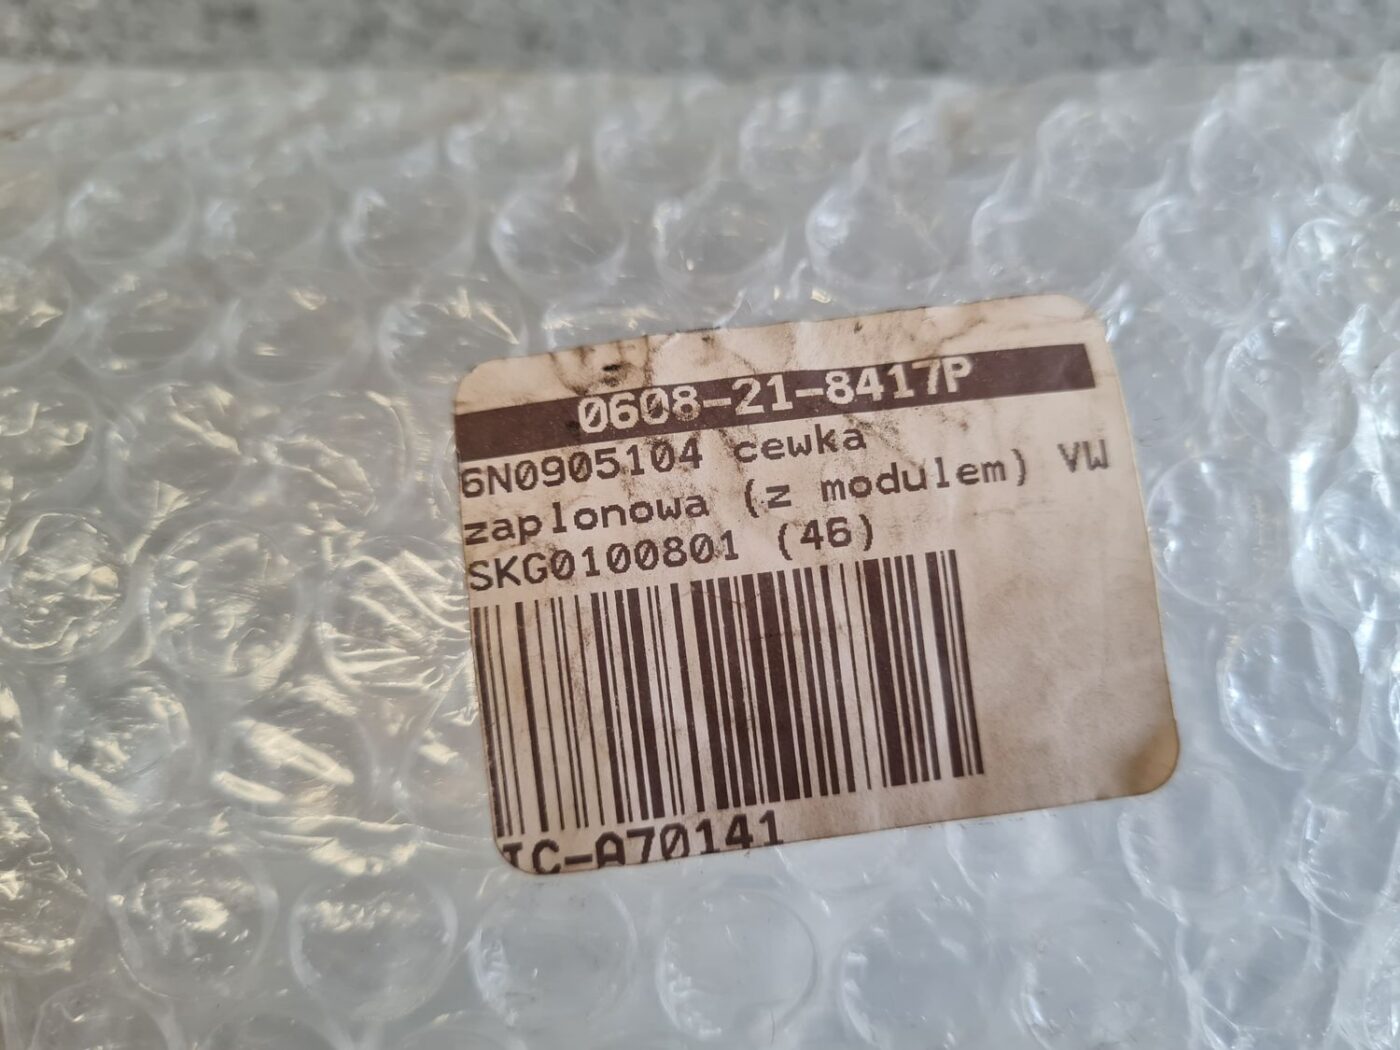 0608-21-8417P
6N0905104 cewka
zaplonowa (z modulem) VW
SKG0100801 (46)
IC-A70141